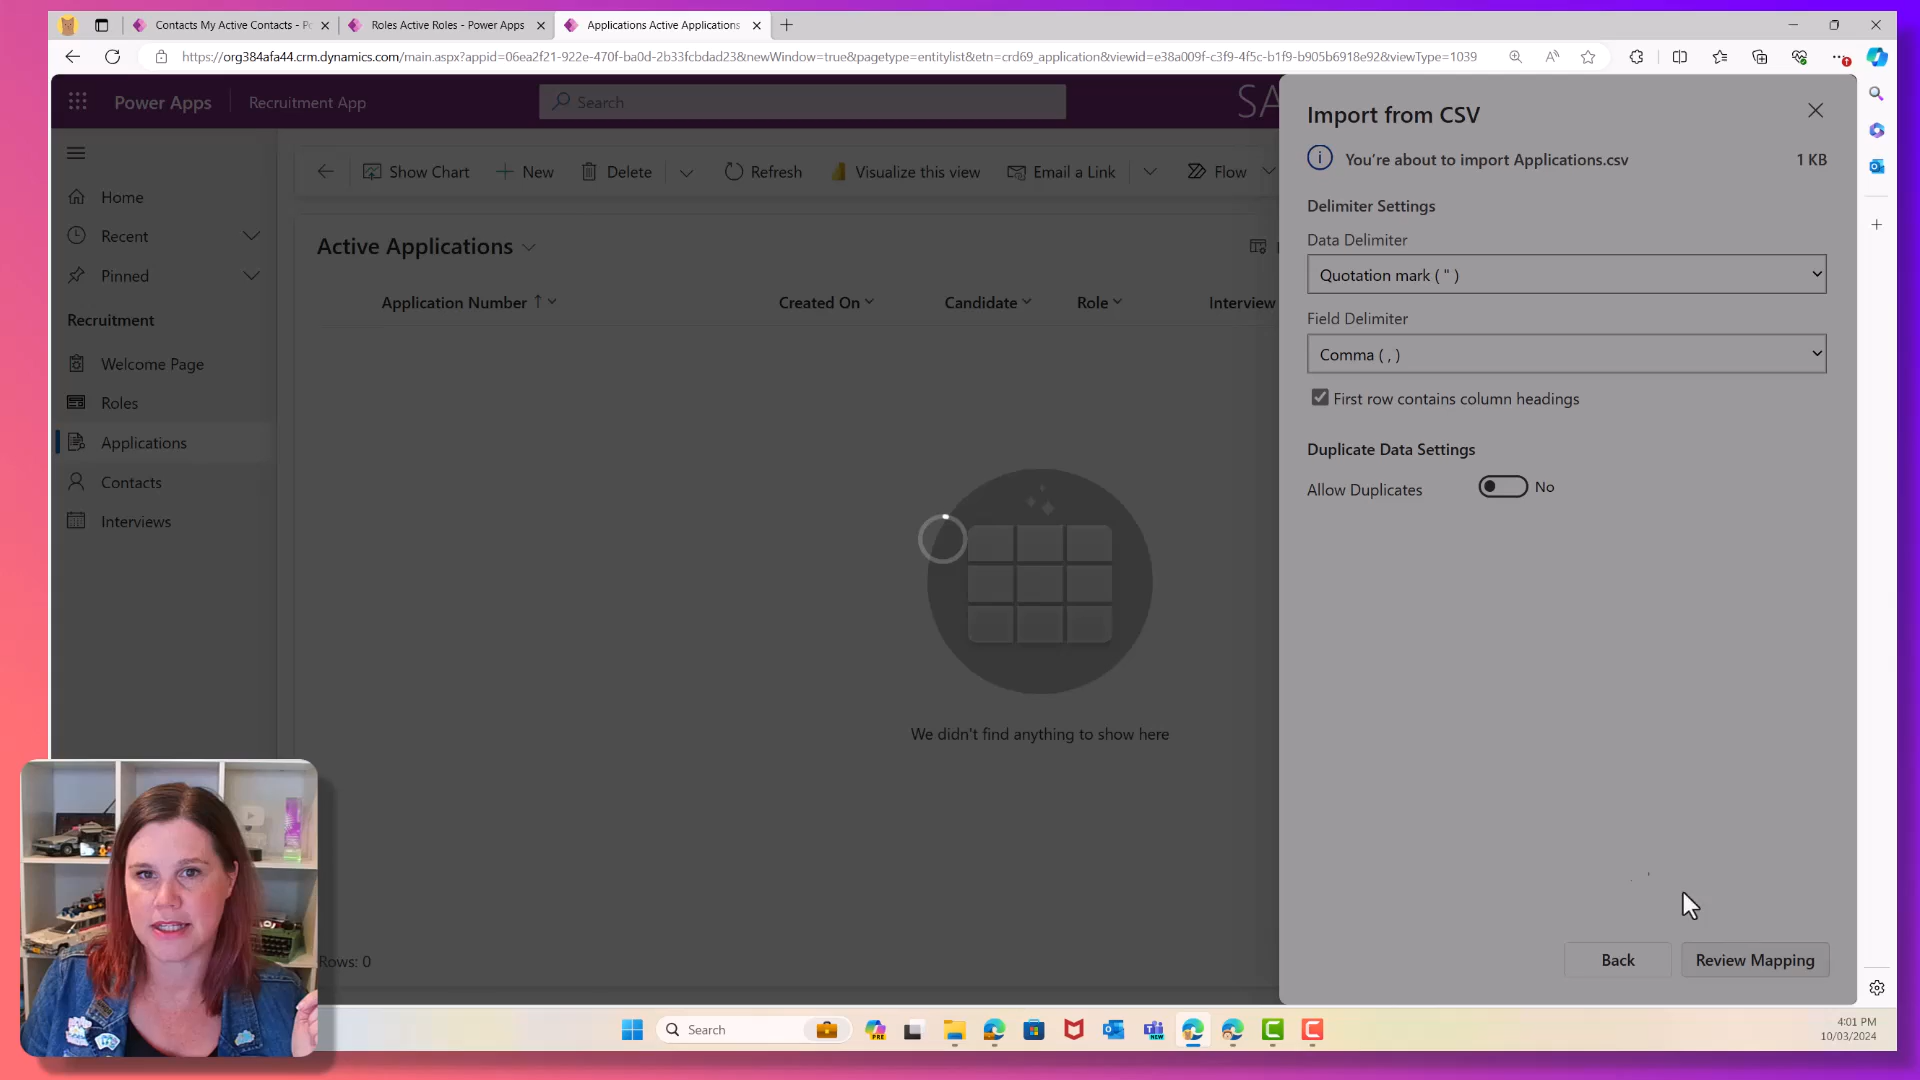 Contacts My Active Contacts - Po
Roles Active Roles - Power Apps
Applications Active Applications
https://org384afa44.crm.dynamics.com/main.aspx?appid=06ea2f21-922e-470f-ba0d-2b33fcbdad23&newWindow=true&pagetype=entitylist&etn=crd69_application&viewid=e38a009f-c3f9-4f5c-b1f9-b905b6918e92&viewType=1039
Power Apps
Recruitment App
Search
SA
Show Chart
New
Delete
Refresh
Visualize this view
Email a Link
Flow
Home
Recent
Pinned
Recruitment
Welcome Page
Roles
Applications
Contacts
Interviews
Active Applications
Application Number
Created On
Candidate
Role
Interview
We didn't find anything to show here
Rows: 0
Import from CSV
You're about to import Applications.csv
1 KB
Delimiter Settings
Data Delimiter
Quotation mark ( " )
Field Delimiter
Comma ( , )
First row contains column headings
Duplicate Data Settings
Allow Duplicates
No
Back
Review Mapping
Search
PRE
NEW
4:01 PM
10/03/2024